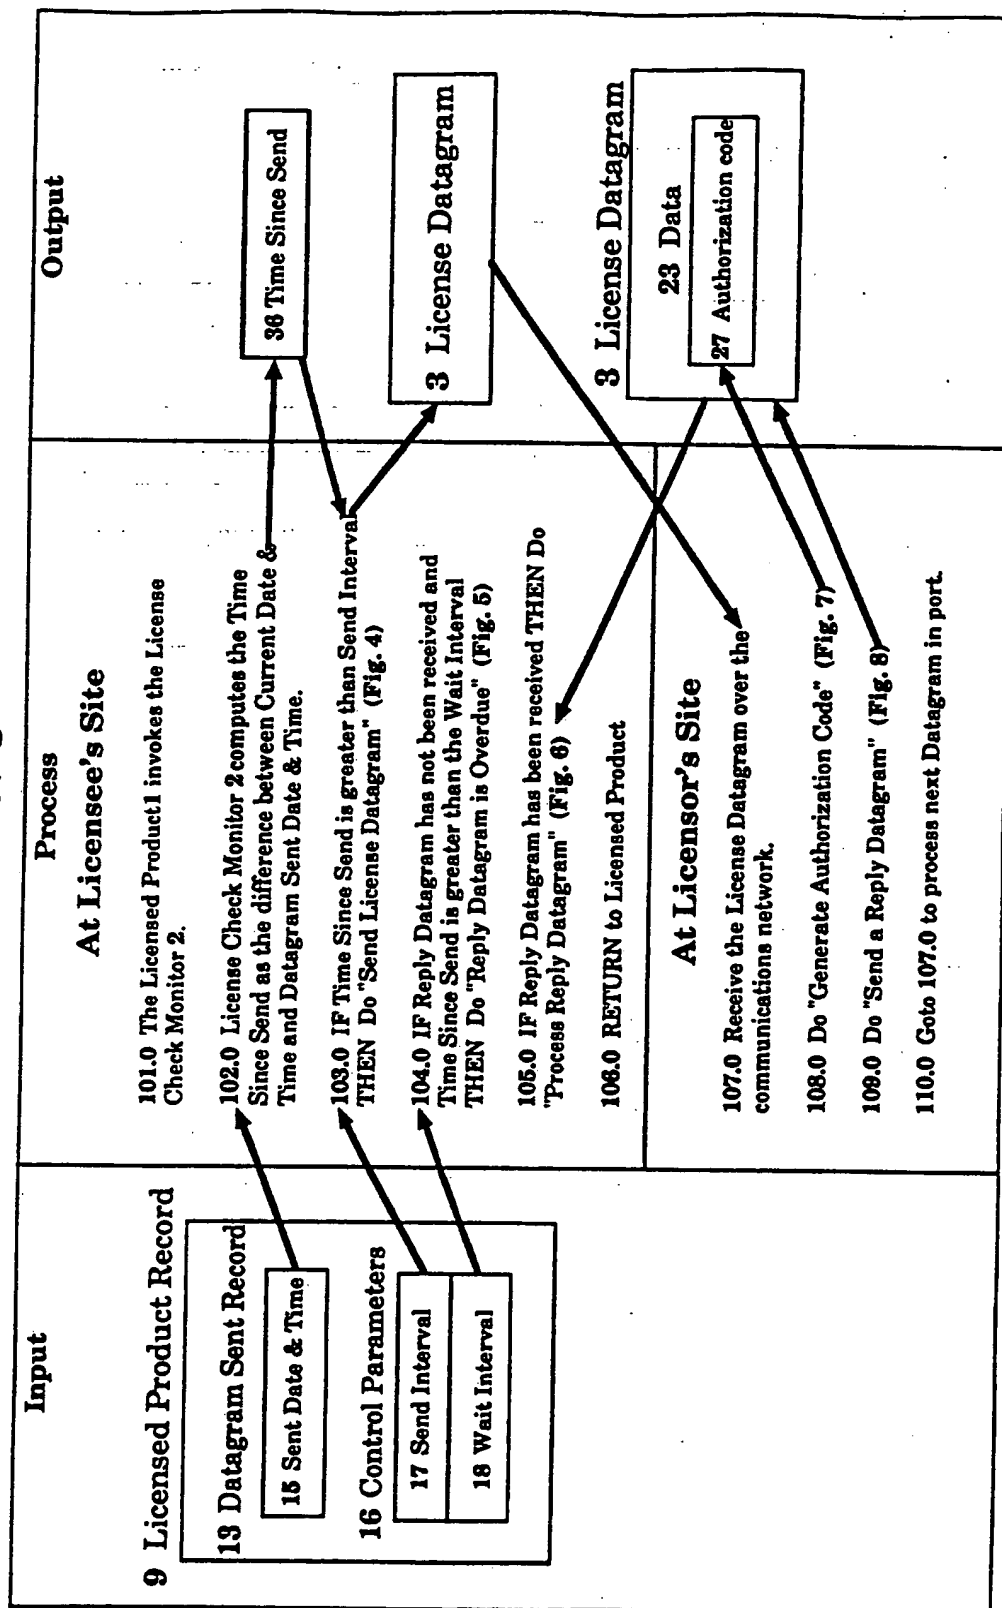 Input
Process
Output
9 Licensed Product Record
13 Datagram Sent Record
15 Sent Date & Time
16 Control Parameters
17 Send Interval
18 Wait Interval
At Licensee's Site
101.0 The Licensed Product1 invokes the License
Check Monitor 2.
102.0 License Check Monitor 2 computes the Time
Since Send as the difference between Current Date &
Time and Datagram Sent Date & Time.
103.0 IF Time Since Send is greater than Send Interval
THEN Do "Send License Datagram" (Fig. 4)
104.0 IF Reply Datagram has not been received and
Time Since Send is greater than the Wait Interval
THEN Do "Reply Datagram is Overdue" (Fig. 5)
105.0 IF Reply Datagram has been received THEN Do
"Process Reply Datagram" (Fig. 6)
106.0 RETURN to Licensed Product
At Licensor's Site
107.0 Receive the License Datagram over the
communications network.
108.0 Do "Generate Authorization Code" (Fig. 7)
109.0 Do "Send a Reply Datagram" (Fig. 8)
110.0 Goto 107.0 to process next Datagram in port.
36 Time Since Send
3 License Datagram
3 License Datagram
23 Data
27 Authorization code